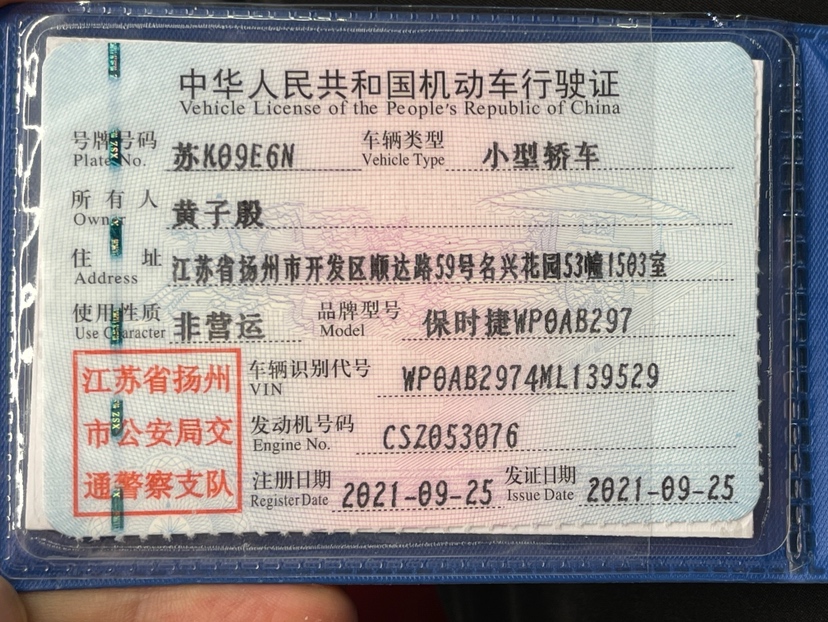 中华人民共和国机动车行驶证
Vehicle License of the People's Republic of China
号牌号码 苏K09E6N 车辆类型 小型轿车
Plate No. Vehicle Type
所有人 黄子殷
Owner
住址 江苏省扬州市开发区顺达路59号名兴花园53幢1503室
Address
使用性质 非营运 品牌型号 保时捷WP0AB297
Use Character Model
江苏省扬州
市公安局交
通警察支队
车辆识别代号 WP0AB2974ML139529
VIN
发动机号码 CSZ053076
Engine No.
注册日期 2021-09-25 发证日期 2021-09-25
Register Date Issue Date